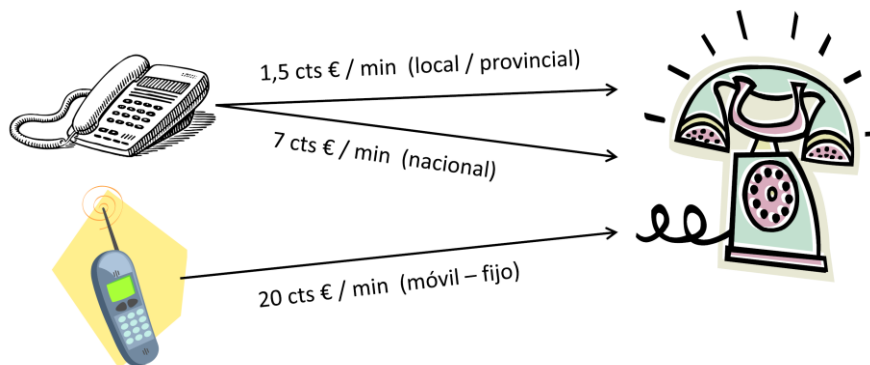 1,5 cts € / min  (local / provincial)
7 cts € / min  (nacional)
20 cts € / min  (móvil – fijo)